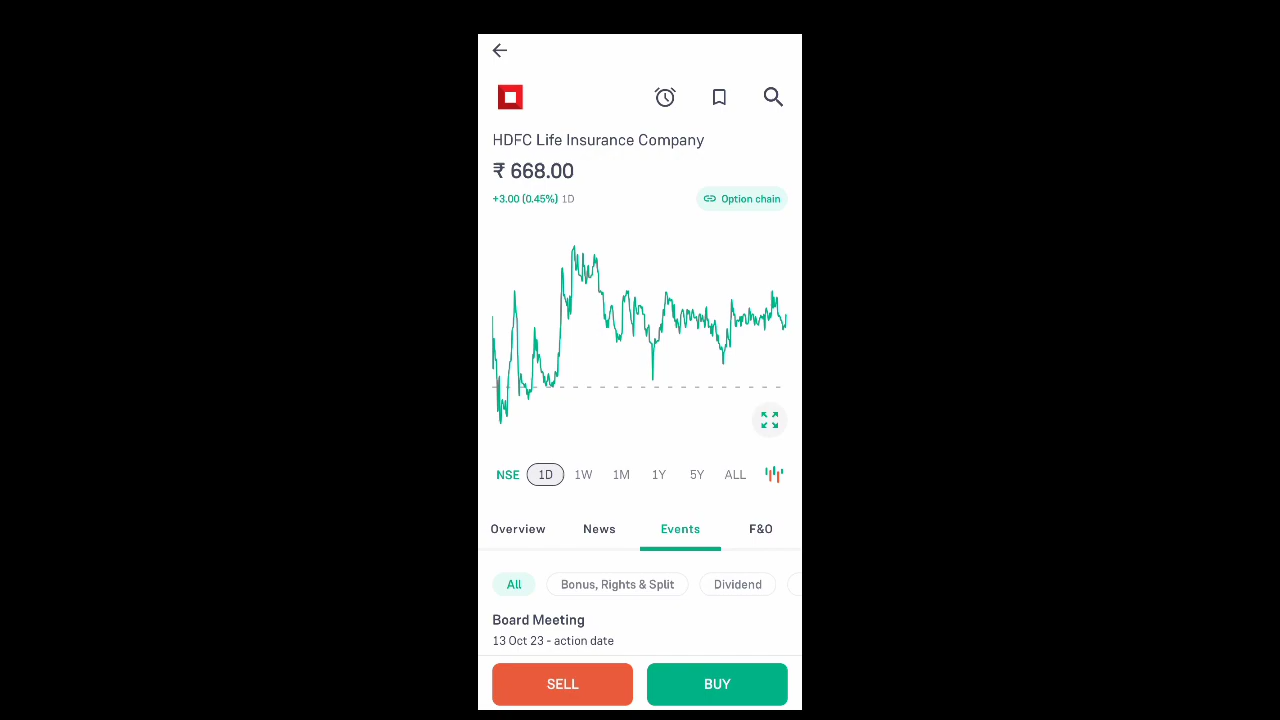 HDFC Life Insurance Company
₹ 668.00
+3.00 (0.45%) 1D
Option chain
NSE 1D 1W 1M 1Y 5Y ALL
Overview News Events F&O
All Bonus, Rights & Split Dividend
Board Meeting
13 Oct 23 - action date
SELL BUY